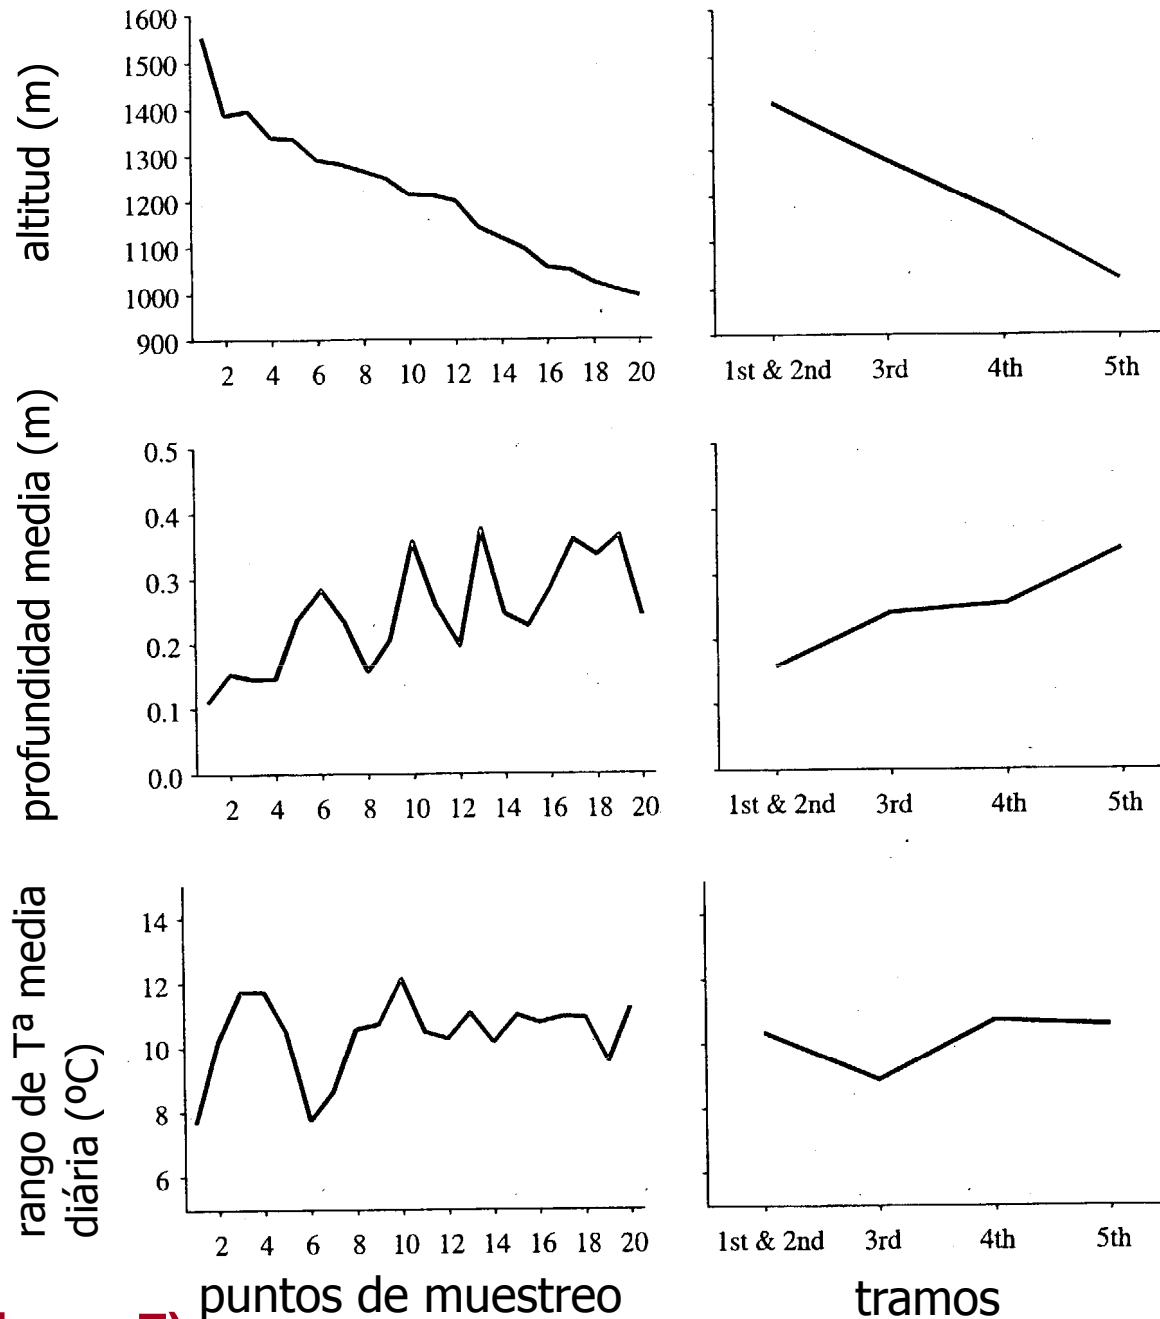 altitud (m)
1600
1500
1400
1300
1200
1100
1000
900
2 4 6 8 10 12 14 16 18 20
1st & 2nd 3rd 4th 5th
profundidad media (m)
0.5
0.4
0.3
0.2
0.1
0.0
2 4 6 8 10 12 14 16 18 20
1st & 2nd 3rd 4th 5th
rango de Tª media
diária (ºC)
14
12
10
8
6
2 4 6 8 10 12 14 16 18 20
1st & 2nd 3rd 4th 5th
puntos de muestreo
tramos